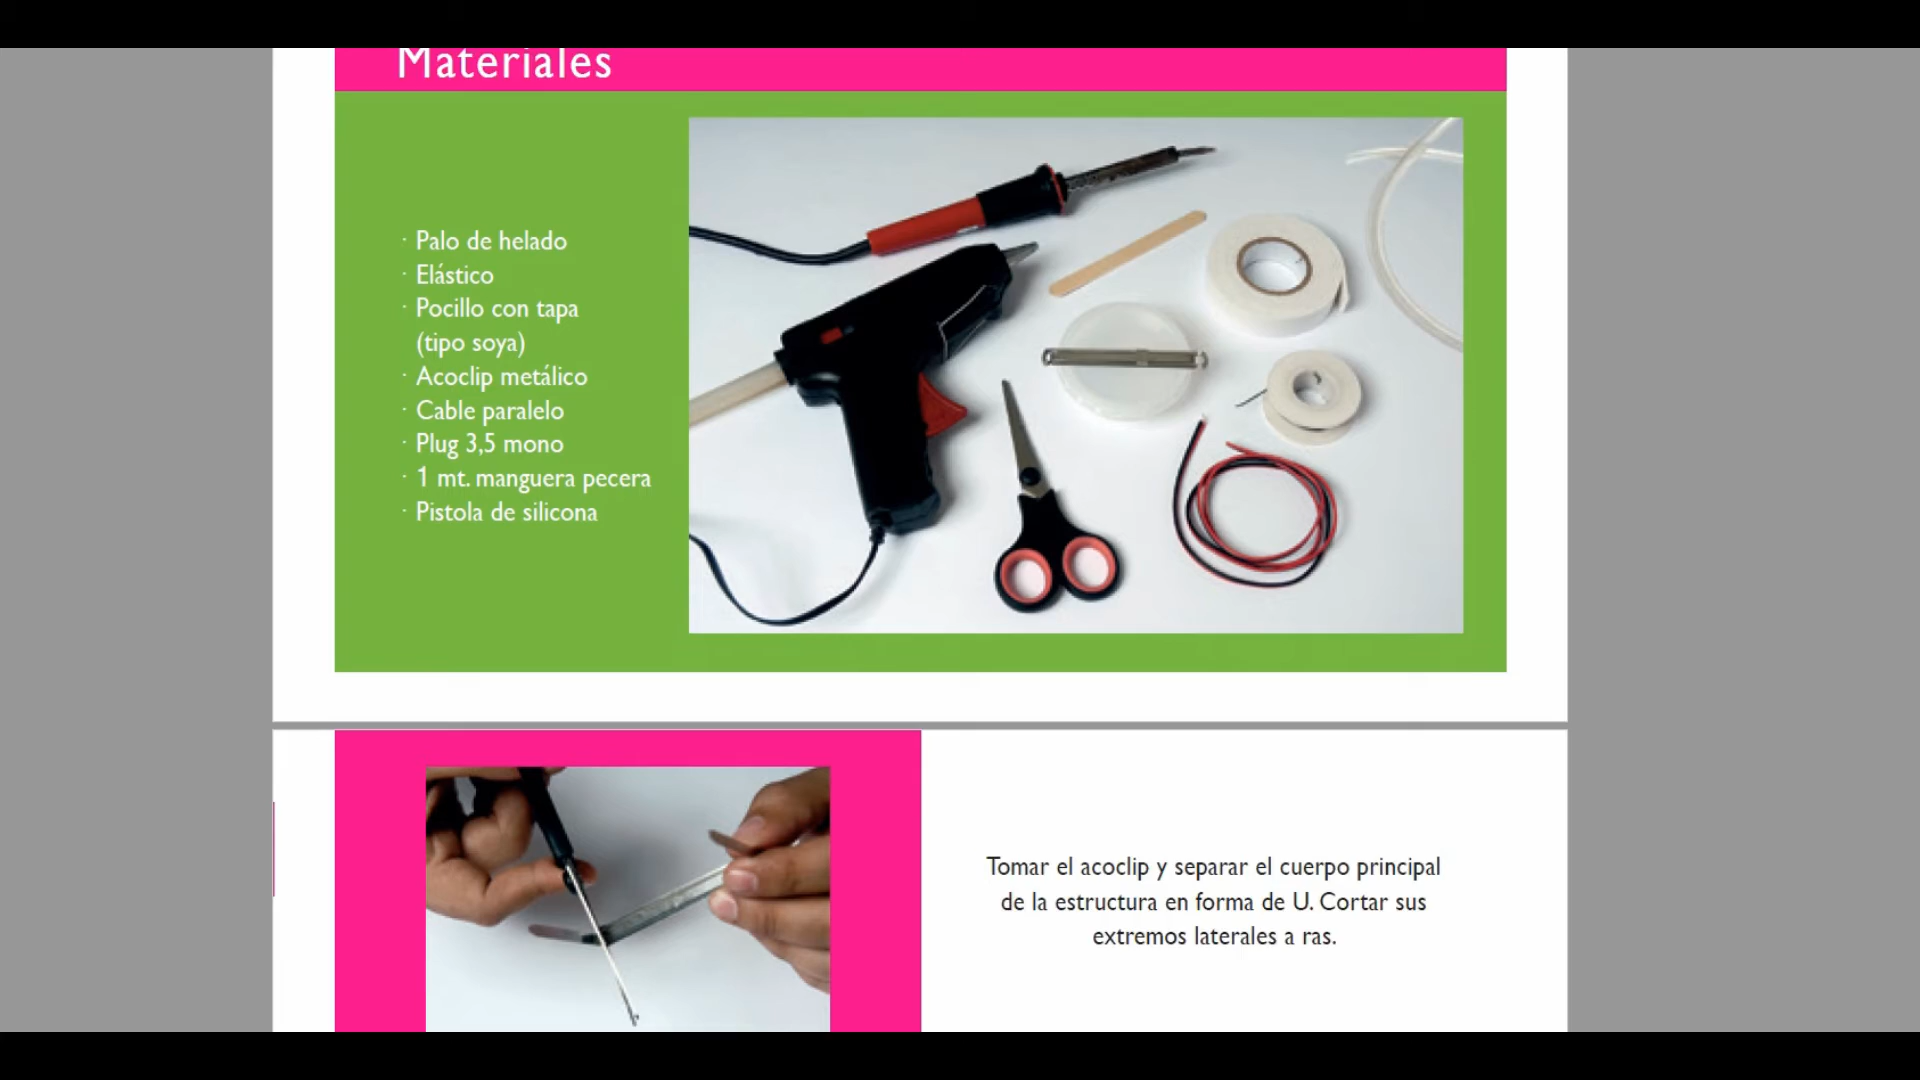 Materiales
· Palo de helado
· Elástico
· Pocillo con tapa
(tipo soya)
· Acoclip metálico
· Cable paralelo
· Plug 3,5 mono
· 1 mt. manguera pecera
· Pistola de silicona
Tomar el acoclip y separar el cuerpo principal
de la estructura en forma de U. Cortar sus
extremos laterales a ras.